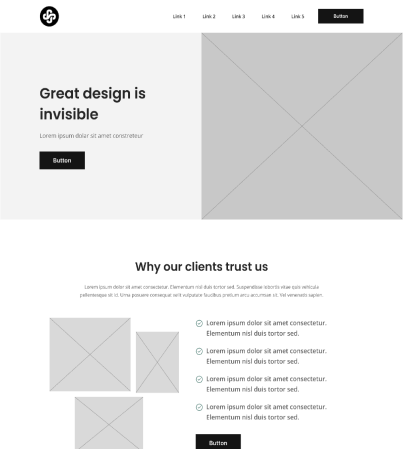 Link 1 Link 2 Link 3 Link 4 Link 5 Button
Great design is
invisible
Lorem ipsum dolor sit amet constreteur
Button
Why our clients trust us
Lorem ipsum dolor sit amet consectetur. Elementum nisl duis tortor sed. Suspendisse lobortis vitae quis vehicula
pellentesque sit id. Urna posuere consequat velit vulputate faucibus pretium arcu accumsan sit. Vel venenatis sapien.
Lorem ipsum dolor sit amet consectetur.
Elementum nisl duis tortor sed.
Lorem ipsum dolor sit amet consectetur.
Elementum nisl duis tortor sed.
Lorem ipsum dolor sit amet consectetur.
Elementum nisl duis tortor sed.
Lorem ipsum dolor sit amet consectetur.
Elementum nisl duis tortor sed.
Button